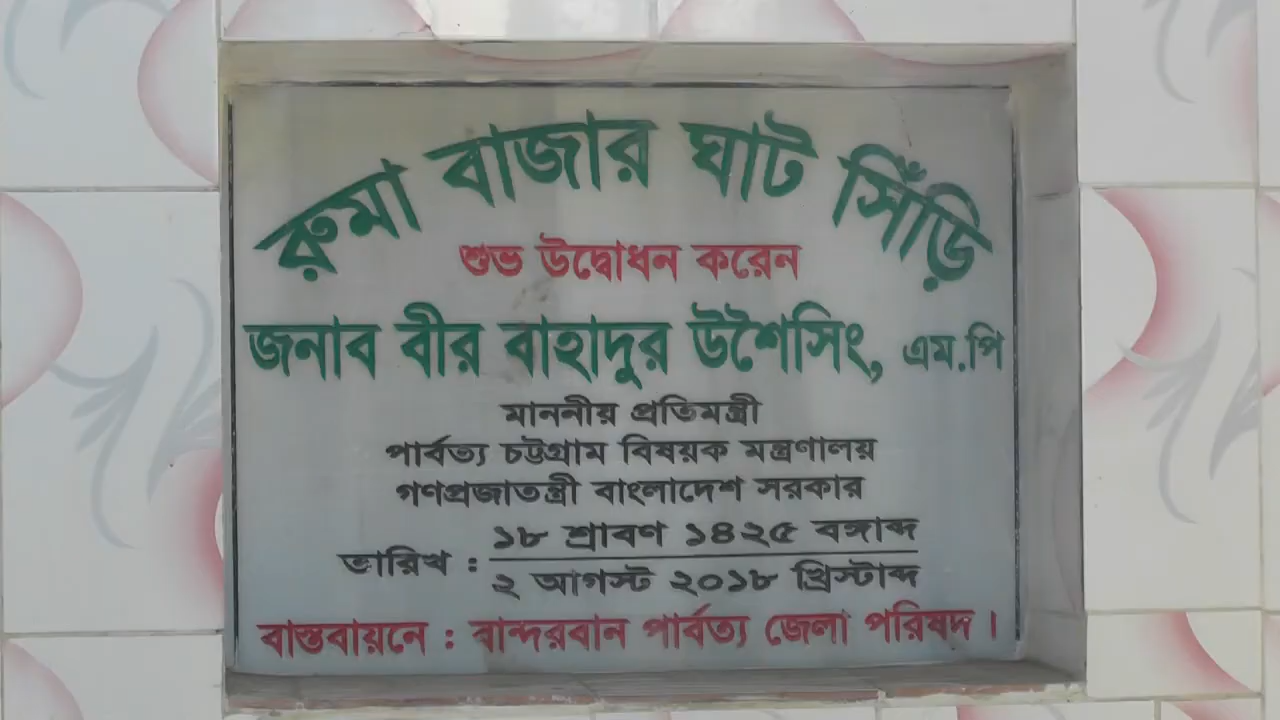 রুমা বাজার ঘাট সিঁড়ি
শুভ উদ্বোধন করেন
জনাব বীর বাহাদুর উশৈসিং, এম.পি
মাননীয় প্রতিমন্ত্রী
পার্বত্য চট্টগ্রাম বিষয়ক মন্ত্রণালয়
গণপ্রজাতন্ত্রী বাংলাদেশ সরকার
তারিখ : ১৮ শ্রাবণ ১৪২৫ বঙ্গাব্দ
২ আগস্ট ২০১৮ খ্রিস্টাব্দ
বাস্তবায়নে : বান্দরবান পার্বত্য জেলা পরিষদ।